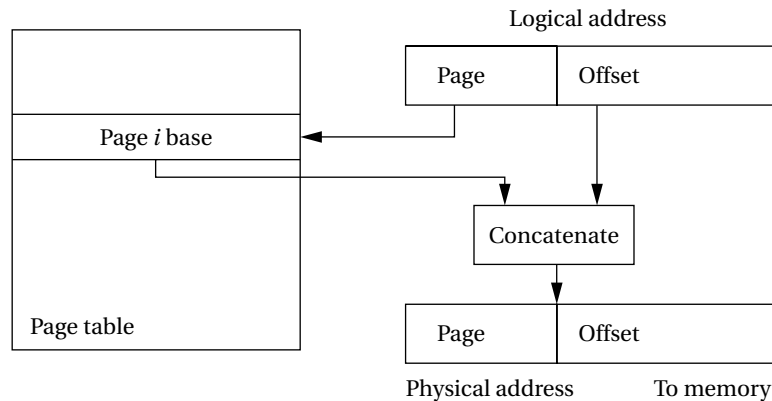 Logical address
Page Offset
Page i base
Concatenate
Page table
Page Offset
Physical address To memory